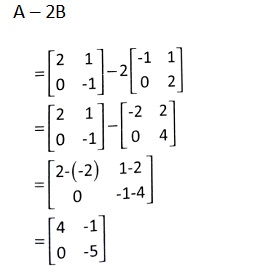 A – 2B
=[2 1
0 -1]–2[-1 1
0 2]
=[2 1
0 -1]–[-2 2
0 4]
=[2-(-2) 1-2
0 -1-4]
=[4 -1
0 -5]